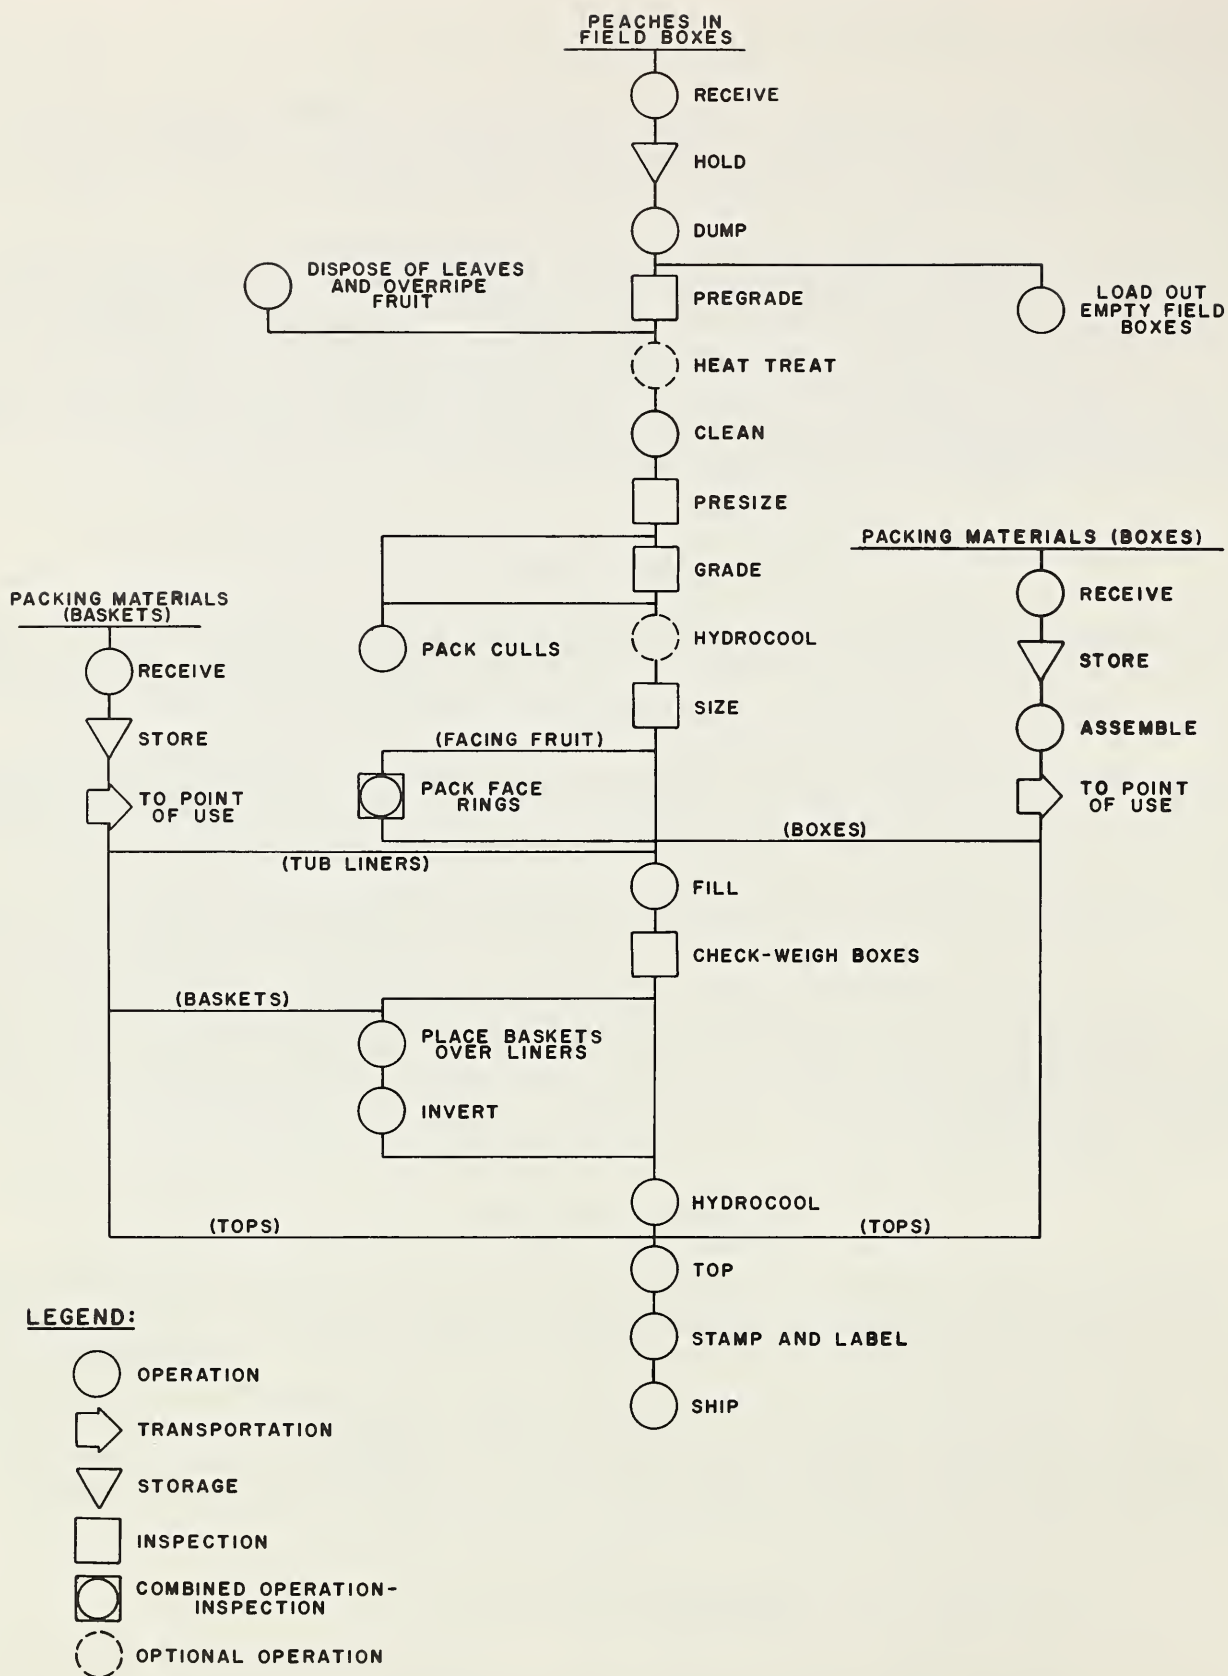 PEACHES IN
FIELD BOXES
RECEIVE
HOLD
DUMP
DISPOSE OF LEAVES
AND OVERRIPE
FRUIT
PREGRADE
LOAD OUT
EMPTY FIELD
BOXES
HEAT TREAT
CLEAN
PRESIZE
PACKING MATERIALS (BOXES)
GRADE
RECEIVE
PACKING MATERIALS
(BASKETS)
PACK CULLS
HYDROCOOL
STORE
RECEIVE
SIZE
ASSEMBLE
STORE
(FACING FRUIT)
PACK FACE
RINGS
TO POINT
OF USE
TO POINT
OF USE
(BOXES)
(TUB LINERS)
FILL
CHECK-WEIGH BOXES
(BASKETS)
PLACE BASKETS
OVER LINERS
INVERT
HYDROCOOL
(TOPS)
(TOPS)
TOP
STAMP AND LABEL
SHIP
LEGEND:
OPERATION
TRANSPORTATION
STORAGE
INSPECTION
COMBINED OPERATION-
INSPECTION
OPTIONAL OPERATION